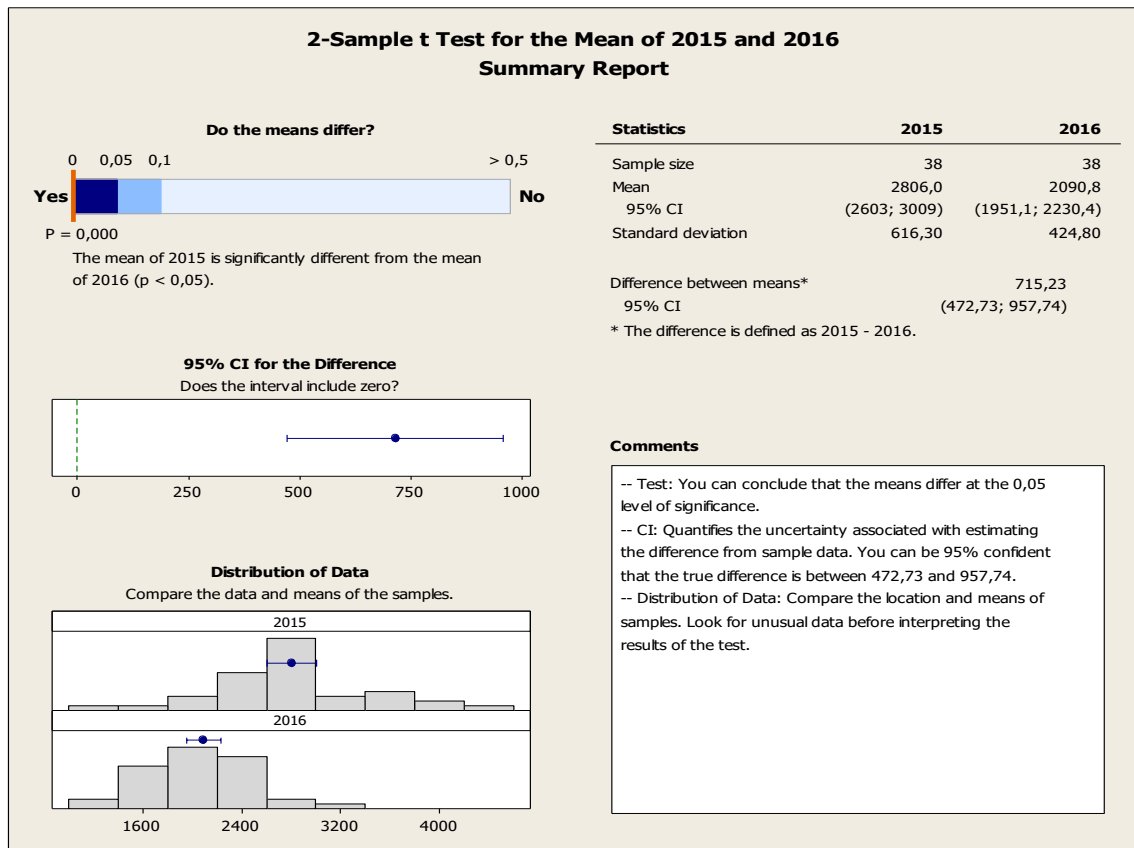 2-Sample t Test for the Mean of 2015 and 2016
Summary Report
Do the means differ?
0 0,05 0,1 > 0,5
Yes No
P = 0,000
The mean of 2015 is significantly different from the mean
of 2016 (p < 0,05).
Statistics 2015 2016
Sample size 38 38
Mean 2806,0 2090,8
95% CI (2603; 3009) (1951,1; 2230,4)
Standard deviation 616,30 424,80
Difference between means* 715,23
95% CI (472,73; 957,74)
* The difference is defined as 2015 - 2016.
95% CI for the Difference
Does the interval include zero?
0 250 500 750 1000
Distribution of Data
Compare the data and means of the samples.
2015
2016
1600 2400 3200 4000
Comments
-- Test: You can conclude that the means differ at the 0,05
level of significance.
-- CI: Quantifies the uncertainty associated with estimating
the difference from sample data. You can be 95% confident
that the true difference is between 472,73 and 957,74.
-- Distribution of Data: Compare the location and means of
samples. Look for unusual data before interpreting the
results of the test.